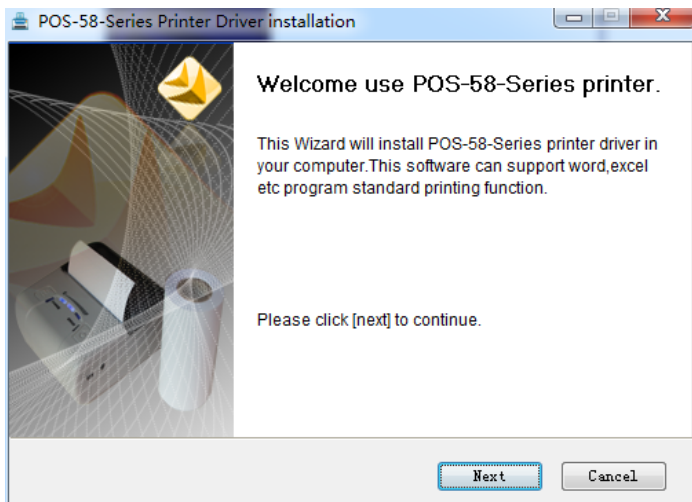 POS-58-Series Printer Driver installation
Welcome use POS-58-Series printer.
This Wizard will install POS-58-Series printer driver in
your computer.This software can support word,excel
etc program standard printing function.
Please click [next] to continue.
Next
Cancel